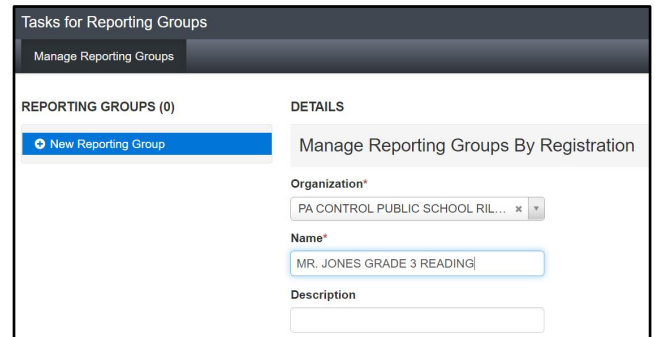 Tasks for Reporting Groups
Manage Reporting Groups
REPORTING GROUPS (0)
New Reporting Group
DETAILS
Manage Reporting Groups By Registration
Organization*
PA CONTROL PUBLIC SCHOOL RIL...
Name*
MR. JONES GRADE 3 READING
Description